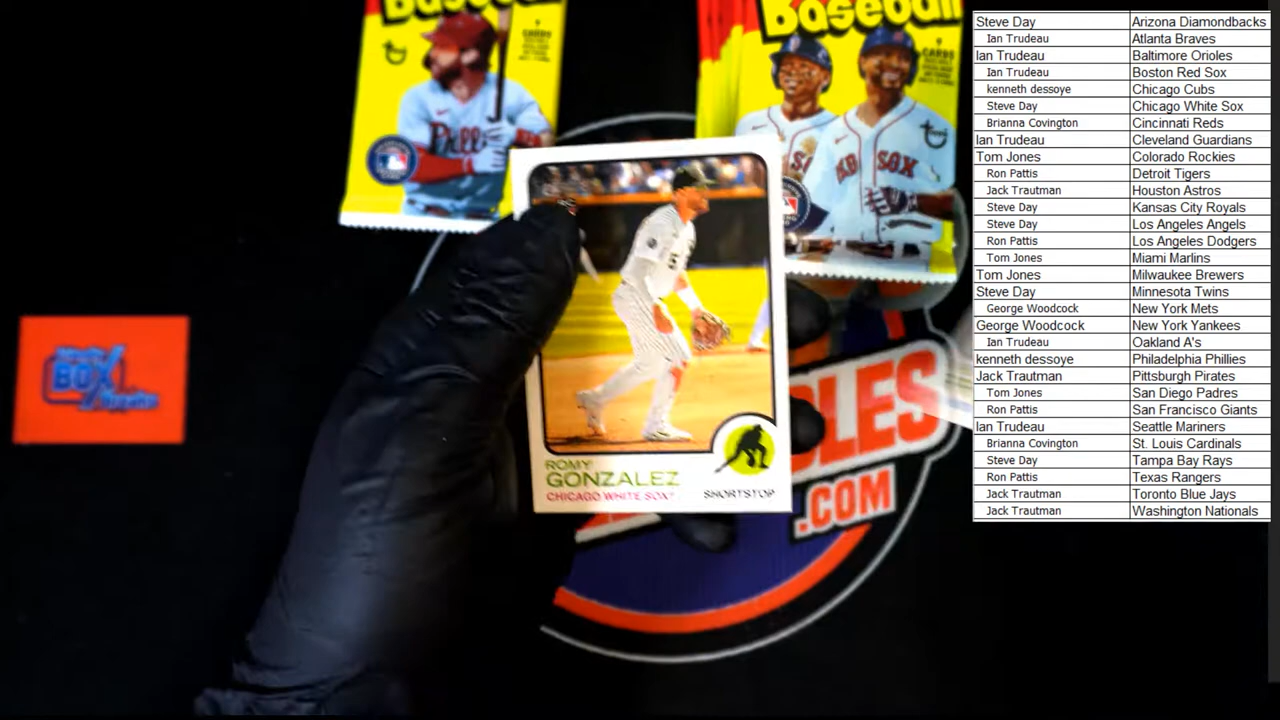 Baseball
Baseball
9
CARDS
Phill
SOX
ROMY
GONZALEZ
CHICAGO WHITE SOX
SHORTSTOP
BOX
LES
.COM
Steve Day Arizona Diamondbacks
Ian Trudeau Atlanta Braves
Ian Trudeau Baltimore Orioles
Ian Trudeau Boston Red Sox
kenneth dessoye Chicago Cubs
Steve Day Chicago White Sox
Brianna Covington Cincinnati Reds
Ian Trudeau Cleveland Guardians
Tom Jones Colorado Rockies
Ron Pattis Detroit Tigers
Jack Trautman Houston Astros
Steve Day Kansas City Royals
Steve Day Los Angeles Angels
Ron Pattis Los Angeles Dodgers
Tom Jones Miami Marlins
Tom Jones Milwaukee Brewers
Steve Day Minnesota Twins
George Woodcock New York Mets
George Woodcock New York Yankees
Ian Trudeau Oakland A's
kenneth dessoye Philadelphia Phillies
Jack Trautman Pittsburgh Pirates
Tom Jones San Diego Padres
Ron Pattis San Francisco Giants
Ian Trudeau Seattle Mariners
Brianna Covington St. Louis Cardinals
Steve Day Tampa Bay Rays
Ron Pattis Texas Rangers
Jack Trautman Toronto Blue Jays
Jack Trautman Washington Nationals